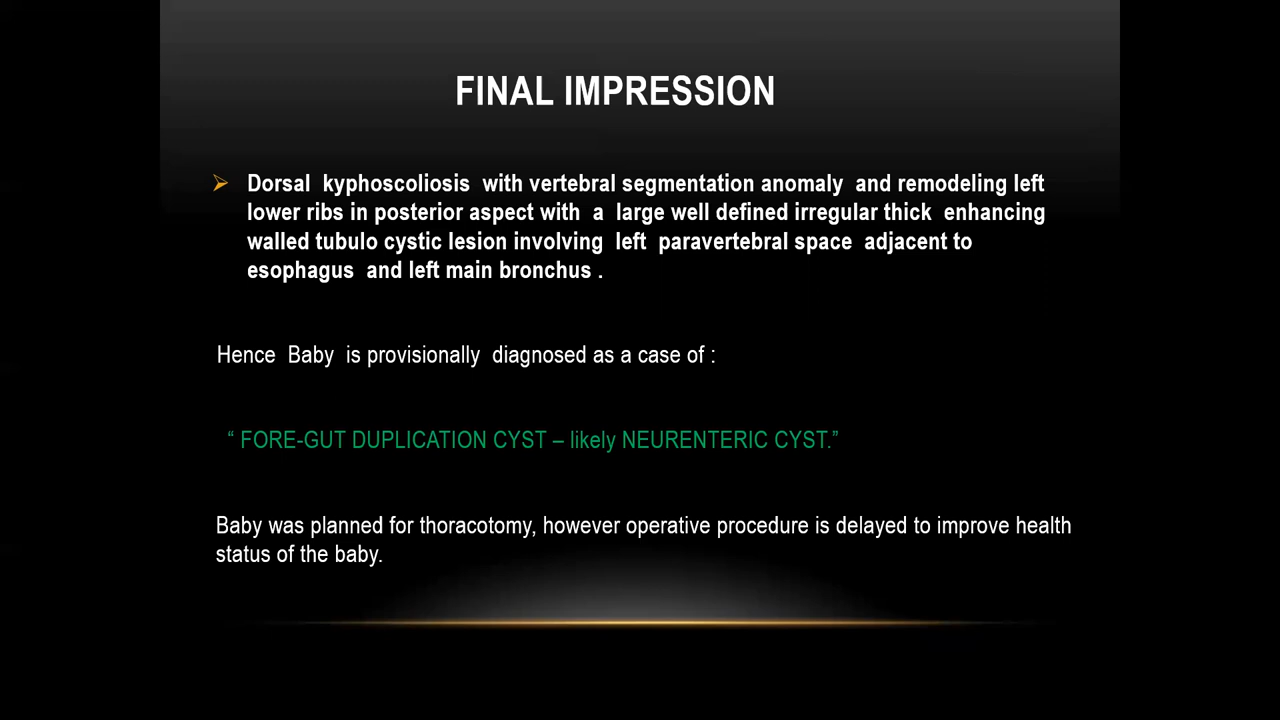 FINAL IMPRESSION
Dorsal kyphoscoliosis with vertebral segmentation anomaly and remodeling left
lower ribs in posterior aspect with a large well defined irregular thick enhancing
walled tubulo cystic lesion involving left paravertebral space adjacent to
esophagus and left main bronchus .
Hence Baby is provisionally diagnosed as a case of :
“ FORE-GUT DUPLICATION CYST – likely NEURENTERIC CYST.”
Baby was planned for thoracotomy, however operative procedure is delayed to improve health
status of the baby.